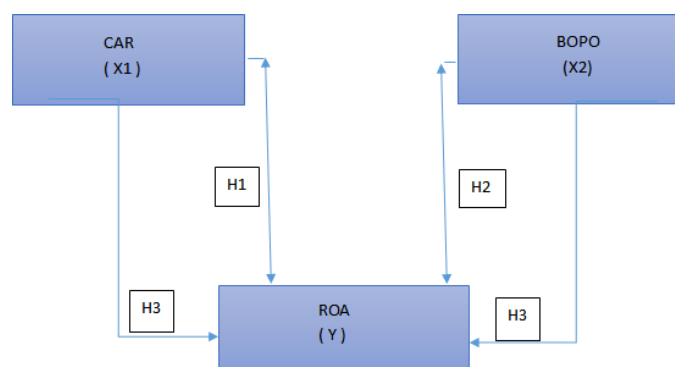 CAR
( X1 )
BOPO
(X2)
H1
H2
H3
H3
ROA
( Y )